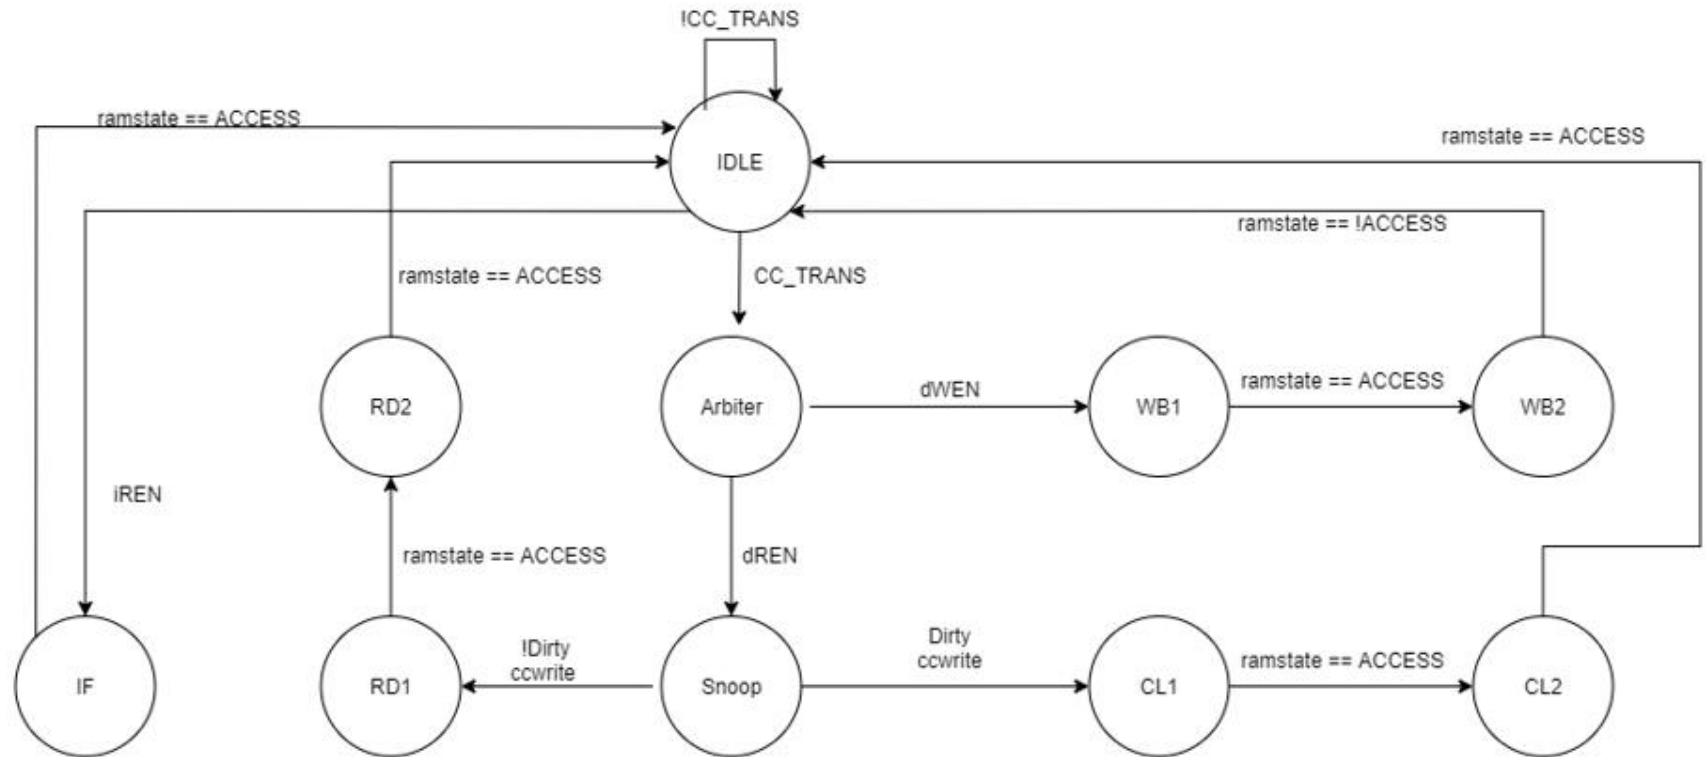 !CC_TRANS
ramstate == ACCESS
ramstate == ACCESS
IDLE
ramstate == !ACCESS
ramstate == ACCESS
CC_TRANS
RD2
Arbiter
dWEN
WB1
ramstate == ACCESS
WB2
iREN
ramstate == ACCESS
dREN
IF
RD1
!Dirty
ccwrite
Snoop
Dirty
ccwrite
CL1
ramstate == ACCESS
CL2